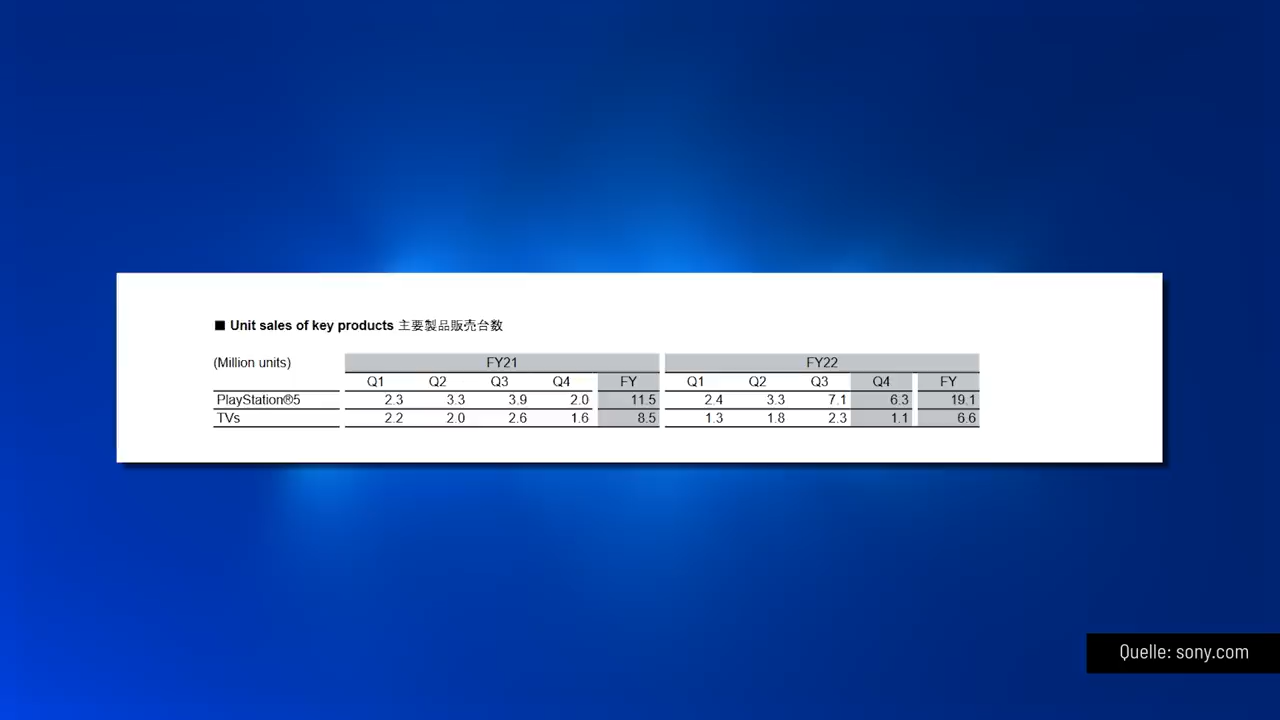 ■ Unit sales of key products 主要製品販売台数
(Million units) FY21 FY22
Q1 Q2 Q3 Q4 FY Q1 Q2 Q3 Q4 FY
PlayStation®5 2.3 3.3 3.9 2.0 11.5 2.4 3.3 7.1 6.3 19.1
TVs 2.2 2.0 2.6 1.6 8.5 1.3 1.8 2.3 1.1 6.6
Quelle: sony.com